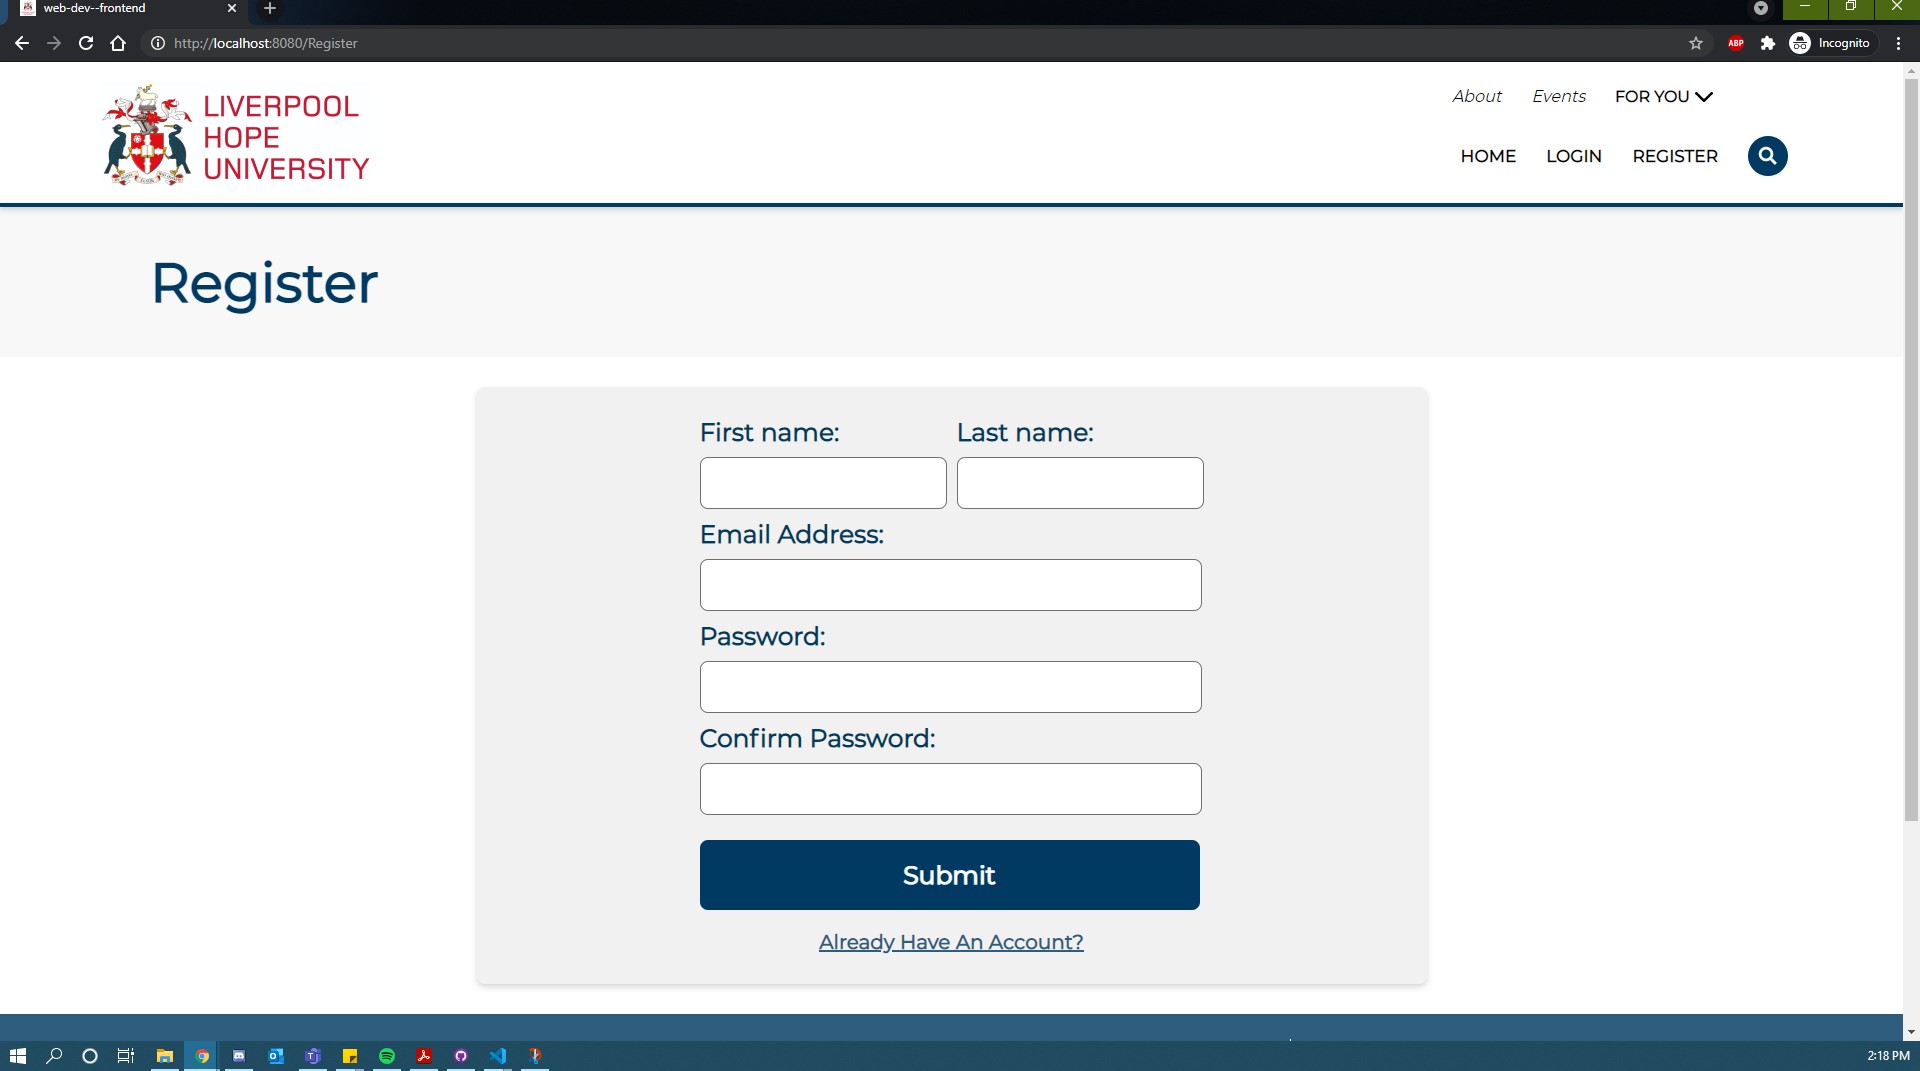 web-dev--frontend
http://localhost:8080/Register
ABP
Incognito
LIVERPOOL
HOPE
UNIVERSITY
About Events FOR YOU
HOME LOGIN REGISTER
Register
First name: Last name:
Email Address:
Password:
Confirm Password:
Submit
Already Have An Account?
2:18 PM